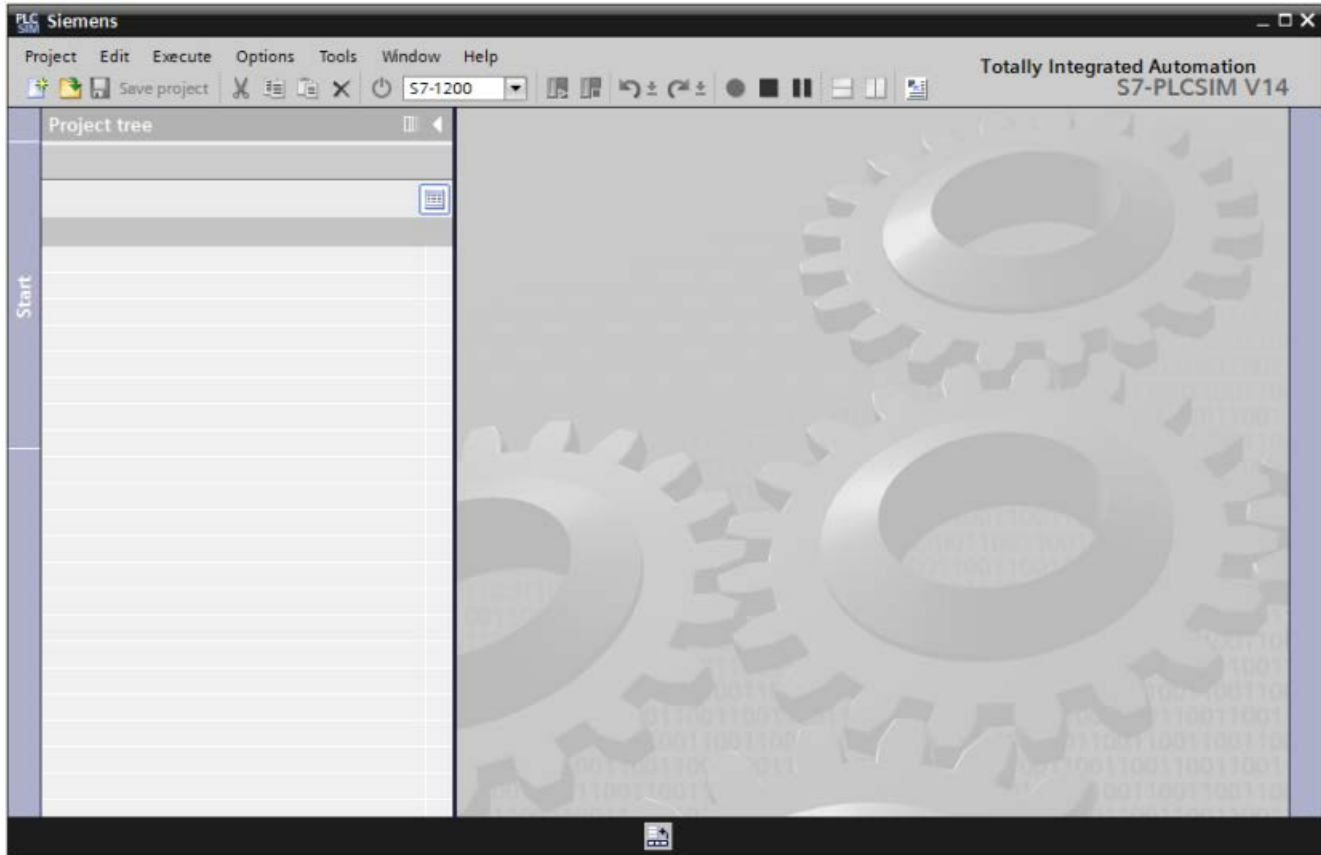 PLC SIM Siemens
Project Edit Execute Options Tools Window Help
Totally Integrated Automation
Save project S7-1200 S7-PLCSIM V14
Project tree
Start